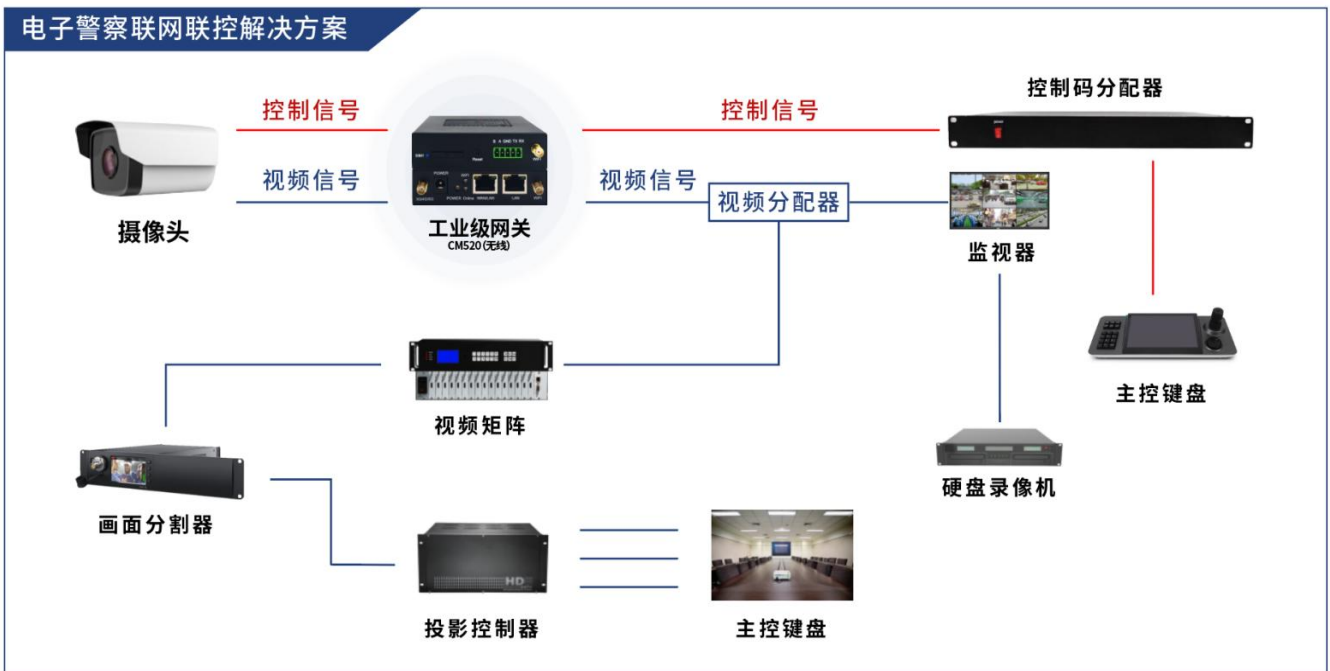 电子警察联网联控解决方案
控制码分配器
控制信号
控制信号
视频信号
视频信号
视频分配器
摄像头
工业级网关
CM520(无线)
监视器
主控键盘
视频矩阵
硬盘录像机
画面分割器
HD
投影控制器
主控键盘